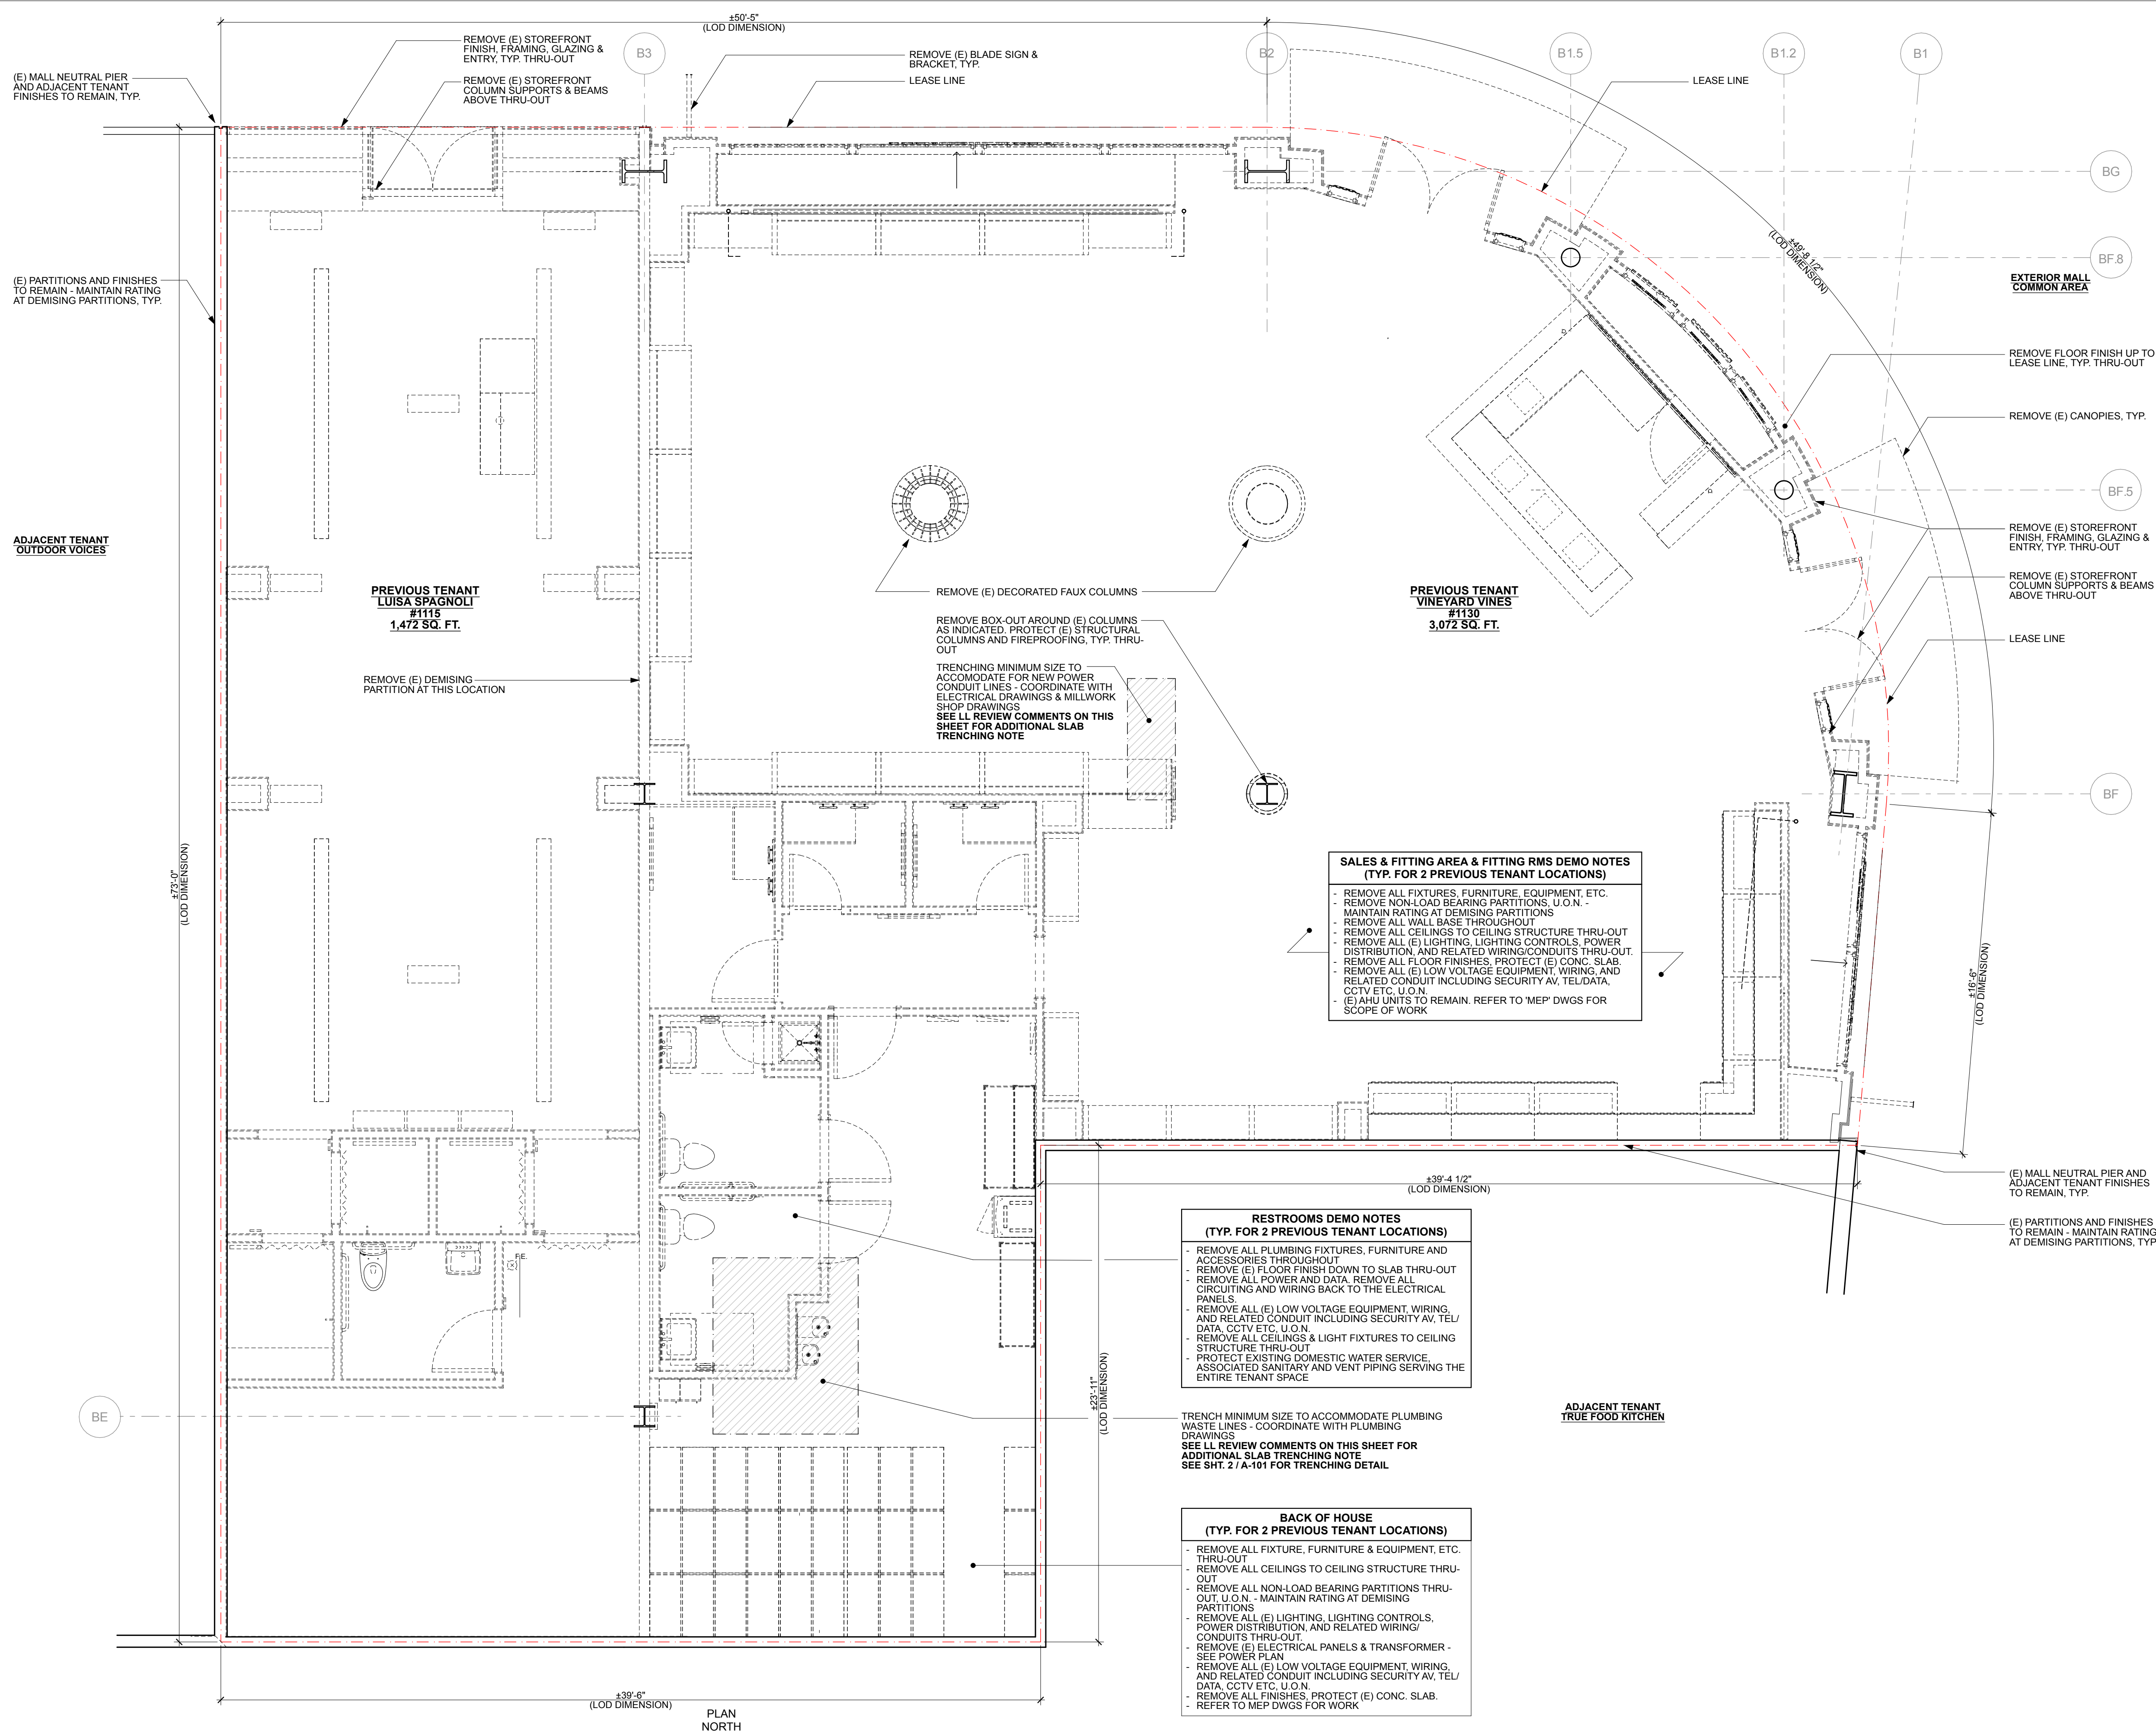 ±50'-5"
(LOD DIMENSION)
REMOVE (E) STOREFRONT
FINISH, FRAMING, GLAZING &
ENTRY, TYP. THRU-OUT
REMOVE (E) STOREFRONT
COLUMN SUPPORTS & BEAMS
ABOVE THRU-OUT
(E) MALL NEUTRAL PIER
AND ADJACENT TENANT
FINISHES TO REMAIN, TYP.
B3
REMOVE (E) BLADE SIGN &
BRACKET, TYP.
LEASE LINE
B2
B1.5
B1.2
B1
LEASE LINE
BG
BF.8
±49'-8 1/2"
(LOD DIMENSION)
EXTERIOR MALL
COMMON AREA
(E) PARTITIONS AND FINISHES
TO REMAIN - MAINTAIN RATING
AT DEMISING PARTITIONS, TYP.
REMOVE FLOOR FINISH UP TO
LEASE LINE, TYP. THRU-OUT
REMOVE (E) CANOPIES, TYP.
BF.5
ADJACENT TENANT
OUTDOOR VOICES
REMOVE (E) STOREFRONT
FINISH, FRAMING, GLAZING &
ENTRY, TYP. THRU-OUT
REMOVE (E) STOREFRONT
COLUMN SUPPORTS & BEAMS
ABOVE THRU-OUT
LEASE LINE
PREVIOUS TENANT
LUISA SPAGNOLI
#1115
1,472 SQ. FT.
REMOVE (E) DECORATED FAUX COLUMNS
PREVIOUS TENANT
VINEYARD VINES
#1130
3,072 SQ. FT.
REMOVE BOX-OUT AROUND (E) COLUMNS
AS INDICATED. PROTECT (E) STRUCTURAL
COLUMNS AND FIREPROOFING, TYP. THRU-
OUT
TRENCHING MINIMUM SIZE TO
ACCOMODATE FOR NEW POWER
CONDUIT LINES - COORDINATE WITH
ELECTRICAL DRAWINGS & MILLWORK
SHOP DRAWINGS
SEE LL REVIEW COMMENTS ON THIS
SHEET FOR ADDITIONAL SLAB
TRENCHING NOTE
REMOVE (E) DEMISING
PARTITION AT THIS LOCATION
BF
±73'-0"
(LOD DIMENSION)
SALES & FITTING AREA & FITTING RMS DEMO NOTES
(TYP. FOR 2 PREVIOUS TENANT LOCATIONS)
- REMOVE ALL FIXTURES, FURNITURE, EQUIPMENT, ETC.
- REMOVE NON-LOAD BEARING PARTITIONS, U.O.N. -
MAINTAIN RATING AT DEMISING PARTITIONS
- REMOVE ALL WALL BASE THROUGHOUT
- REMOVE ALL CEILINGS TO CEILING STRUCTURE THRU-OUT
- REMOVE ALL (E) LIGHTING, LIGHTING CONTROLS, POWER
DISTRIBUTION, AND RELATED WIRING/CONDUITS THRU-OUT.
- REMOVE ALL FLOOR FINISHES, PROTECT (E) CONC. SLAB.
- REMOVE ALL (E) LOW VOLTAGE EQUIPMENT, WIRING, AND
RELATED CONDUIT INCLUDING SECURITY AV, TEL/DATA,
CCTV ETC, U.O.N.
- (E) AHU UNITS TO REMAIN. REFER TO 'MEP' DWGS FOR
SCOPE OF WORK
±16'-6"
(LOD DIMENSION)
±39'-4 1/2"
(LOD DIMENSION)
(E) MALL NEUTRAL PIER AND
ADJACENT TENANT FINISHES
TO REMAIN, TYP.
(E) PARTITIONS AND FINISHES
TO REMAIN - MAINTAIN RATING
AT DEMISING PARTITIONS, TYP
RESTROOMS DEMO NOTES
(TYP. FOR 2 PREVIOUS TENANT LOCATIONS)
- REMOVE ALL PLUMBING FIXTURES, FURNITURE AND
ACCESSORIES THROUGHOUT
- REMOVE (E) FLOOR FINISH DOWN TO SLAB THRU-OUT
- REMOVE ALL POWER AND DATA. REMOVE ALL
CIRCUITING AND WIRING BACK TO THE ELECTRICAL
PANELS.
- REMOVE ALL (E) LOW VOLTAGE EQUIPMENT, WIRING,
AND RELATED CONDUIT INCLUDING SECURITY AV, TEL/
DATA, CCTV ETC, U.O.N.
- REMOVE ALL CEILINGS & LIGHT FIXTURES TO CEILING
STRUCTURE THRU-OUT
- PROTECT EXISTING DOMESTIC WATER SERVICE,
ASSOCIATED SANITARY AND VENT PIPING SERVING THE
ENTIRE TENANT SPACE
F.E.
±23'-11"
(LOD DIMENSION)
BE
TRENCH MINIMUM SIZE TO ACCOMMODATE PLUMBING
WASTE LINES - COORDINATE WITH PLUMBING
DRAWINGS
SEE LL REVIEW COMMENTS ON THIS SHEET FOR
ADDITIONAL SLAB TRENCHING NOTE
SEE SHT. 2 / A-101 FOR TRENCHING DETAIL
ADJACENT TENANT
TRUE FOOD KITCHEN
BACK OF HOUSE
(TYP. FOR 2 PREVIOUS TENANT LOCATIONS)
- REMOVE ALL FIXTURE, FURNITURE & EQUIPMENT, ETC.
THRU-OUT
- REMOVE ALL CEILINGS TO CEILING STRUCTURE THRU-
OUT
- REMOVE ALL NON-LOAD BEARING PARTITIONS THRU-
OUT, U.O.N. - MAINTAIN RATING AT DEMISING
PARTITIONS
- REMOVE ALL (E) LIGHTING, LIGHTING CONTROLS,
POWER DISTRIBUTION, AND RELATED WIRING/
CONDUITS THRU-OUT.
- REMOVE (E) ELECTRICAL PANELS & TRANSFORMER -
SEE POWER PLAN
- REMOVE ALL (E) LOW VOLTAGE EQUIPMENT, WIRING,
AND RELATED CONDUIT INCLUDING SECURITY AV, TEL/
DATA, CCTV ETC, U.O.N.
- REMOVE ALL FINISHES, PROTECT (E) CONC. SLAB.
- REFER TO MEP DWGS FOR WORK
±39'-6"
(LOD DIMENSION)
PLAN
NORTH